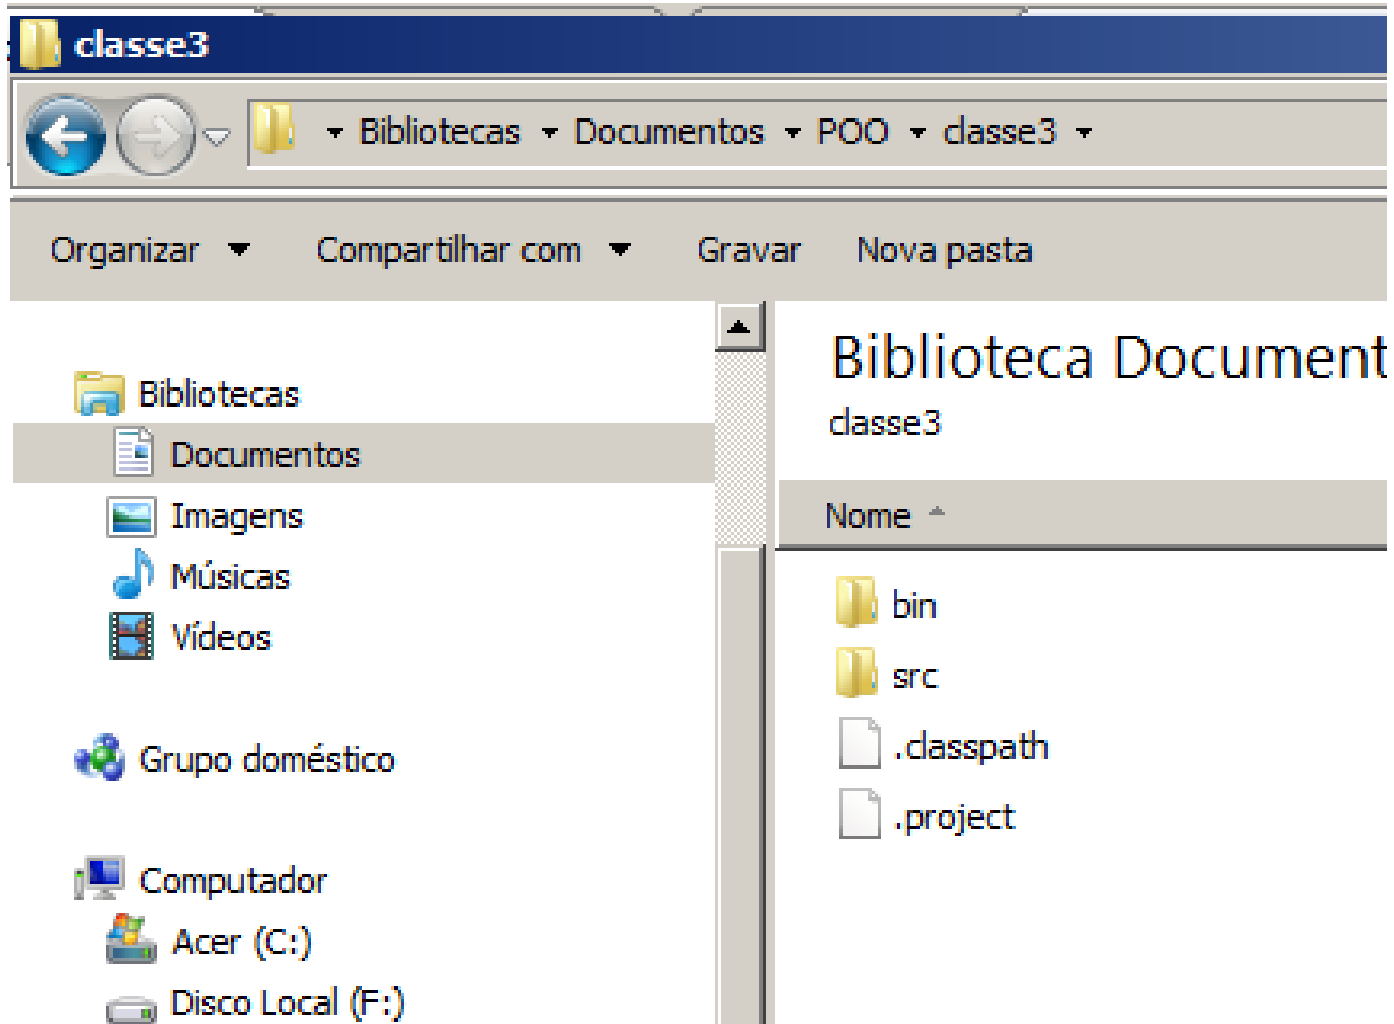 classe3
Bibliotecas Documentos POO classe3
Organizar Compartilhar com Gravar Nova pasta
Bibliotecas
Documentos
Imagens
Músicas
Vídeos
Grupo doméstico
Computador
Acer (C:)
Disco Local (F:)
Biblioteca Document
classe3
Nome
bin
src
.classpath
.project